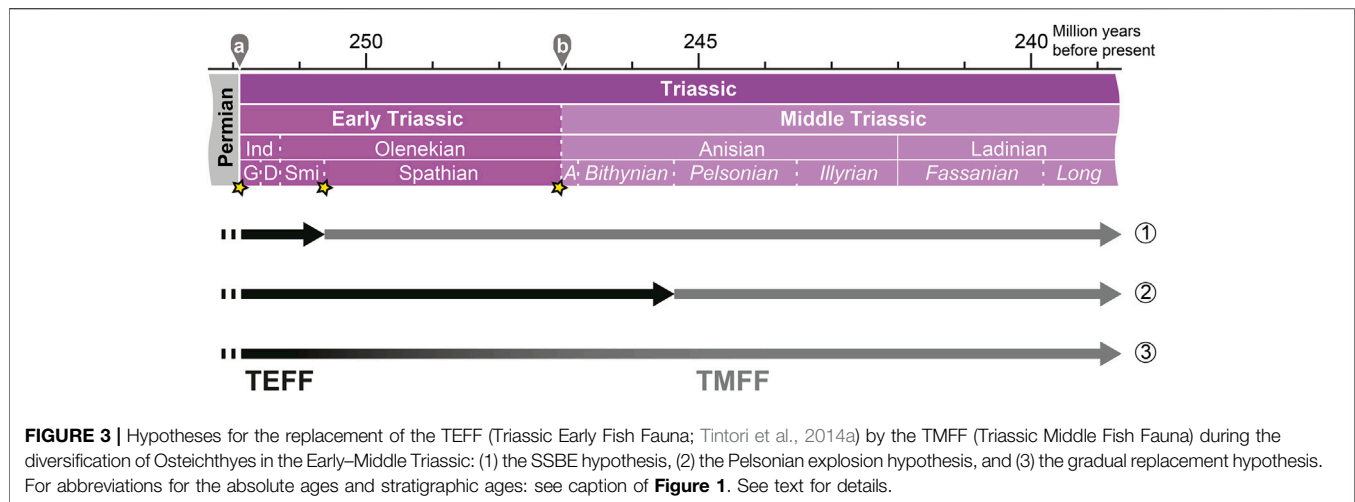 a
250
b
245
240
Million years
before present
Permian
Triassic
Early Triassic
Middle Triassic
Ind
Olenekian
Anisian
Ladinian
G
D
Smi
Spathian
A
Bithynian
Pelsonian
Illyrian
Fassanian
Long
①
②
③
TEFF
TMFF
FIGURE 3 | Hypotheses for the replacement of the TEFF (Triassic Early Fish Fauna; Tintori et al., 2014a) by the TMFF (Triassic Middle Fish Fauna) during the
diversification of Osteichthyes in the Early–Middle Triassic: (1) the SSBE hypothesis, (2) the Pelsonian explosion hypothesis, and (3) the gradual replacement hypothesis.
For abbreviations for the absolute ages and stratigraphic ages: see caption of Figure 1. See text for details.